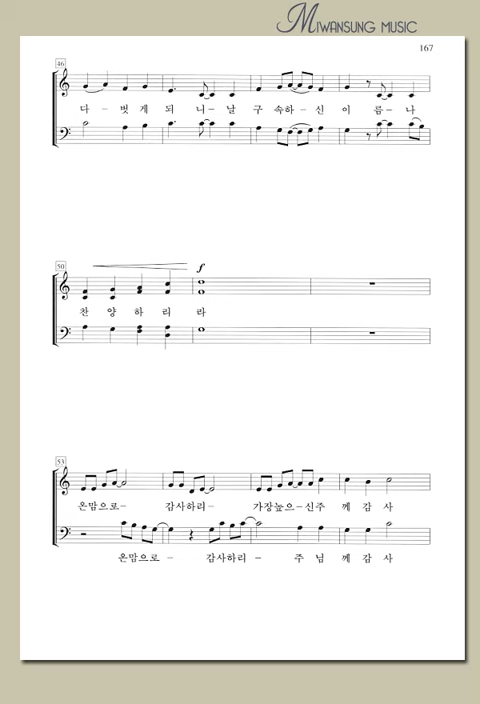 MIWANSUNG MUSIC
167
46
다 - 벗 게 되 니 - 날 구 속하 - 신 이 름 - 나
50
f
찬 양 하 리 라
53
온맘으로 - 감사하리 - 가장높으 - 신주 께 감 사
온맘으로 - 감사하리 - 주 님 께 감 사